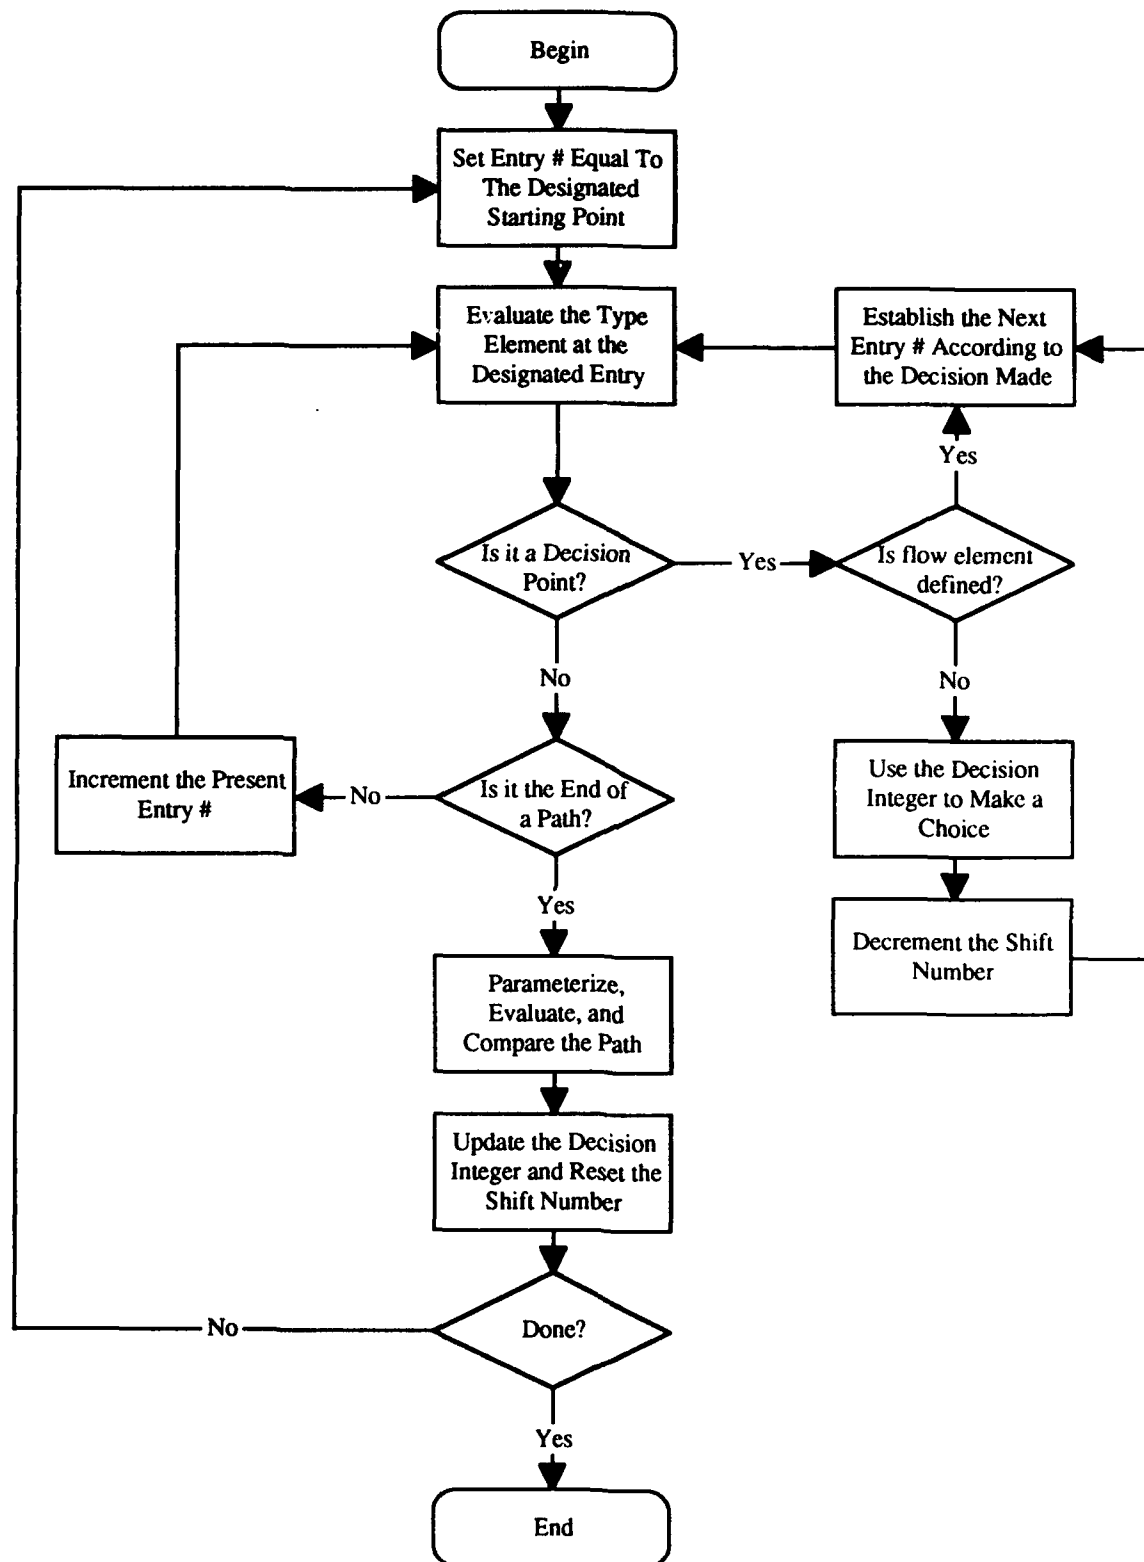 Begin
Set Entry # Equal To
The Designated
Starting Point
Evaluate the Type
Element at the
Designated Entry
Establish the Next
Entry # According to
the Decision Made
Yes
Is it a Decision
Point?
Yes
Is flow element
defined?
No
No
Increment the Present
Entry #
No
Is it the End of
a Path?
Use the Decision
Integer to Make a
Choice
Yes
Decrement the Shift
Number
Parameterize,
Evaluate, and
Compare the Path
Update the Decision
Integer and Reset the
Shift Number
No
Done?
Yes
End